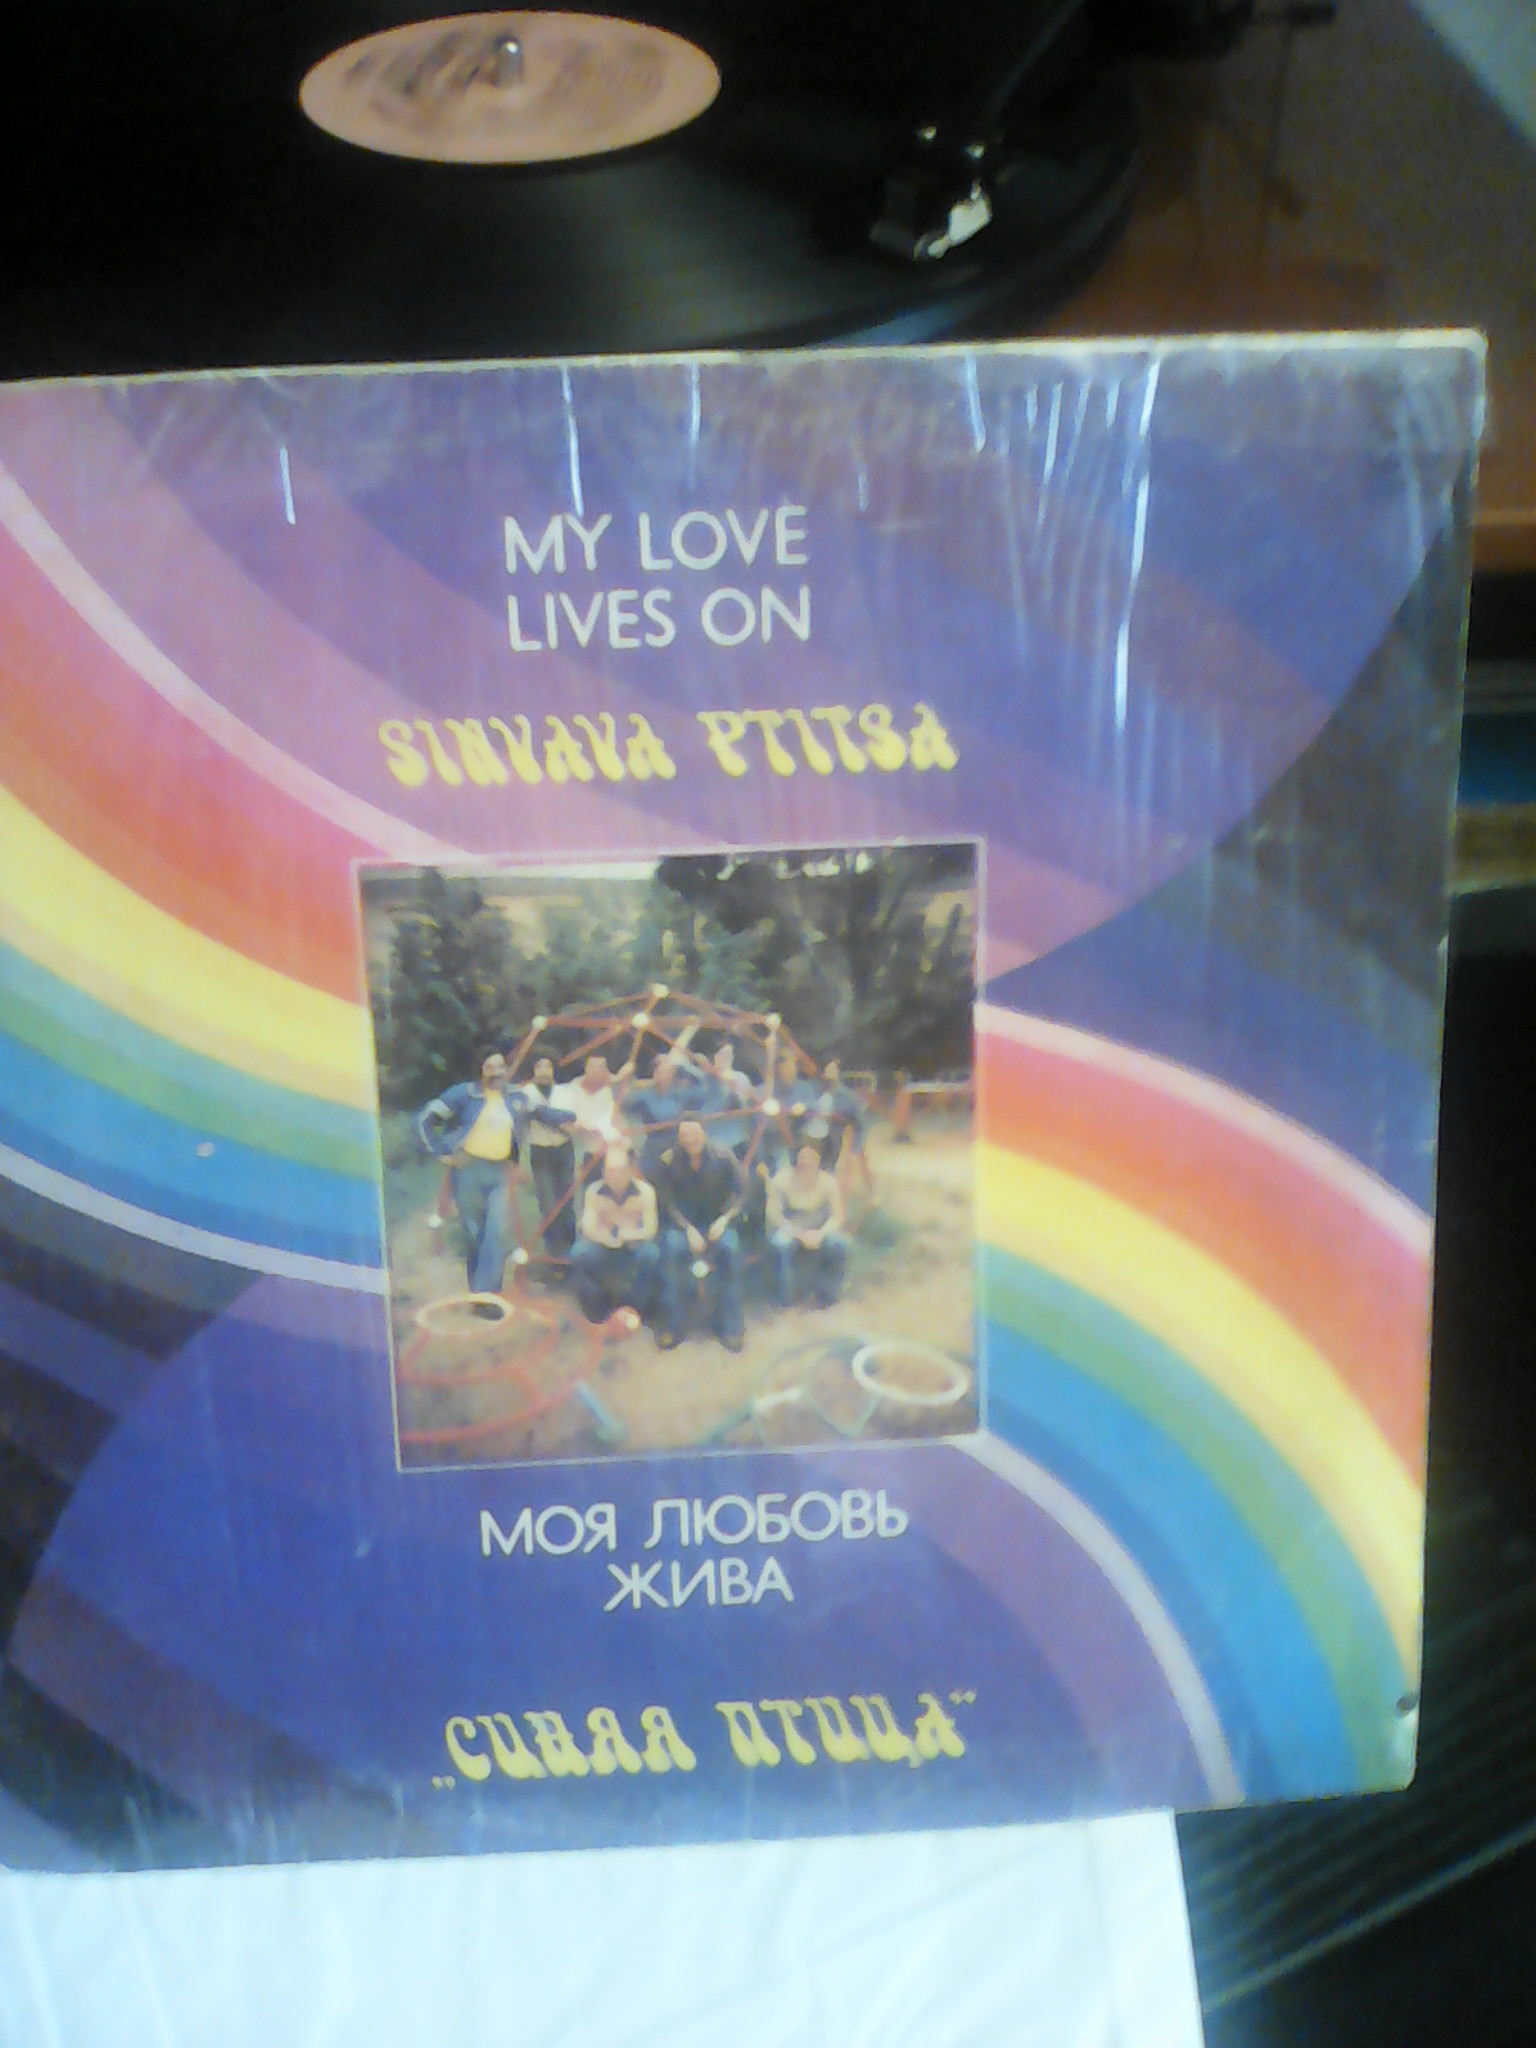 MY LOVE
LIVES ON
SINYAYA PTITSA
МОЯ ЛЮБОВЬ
ЖИВА
„СИНЯЯ ПТИЦА"